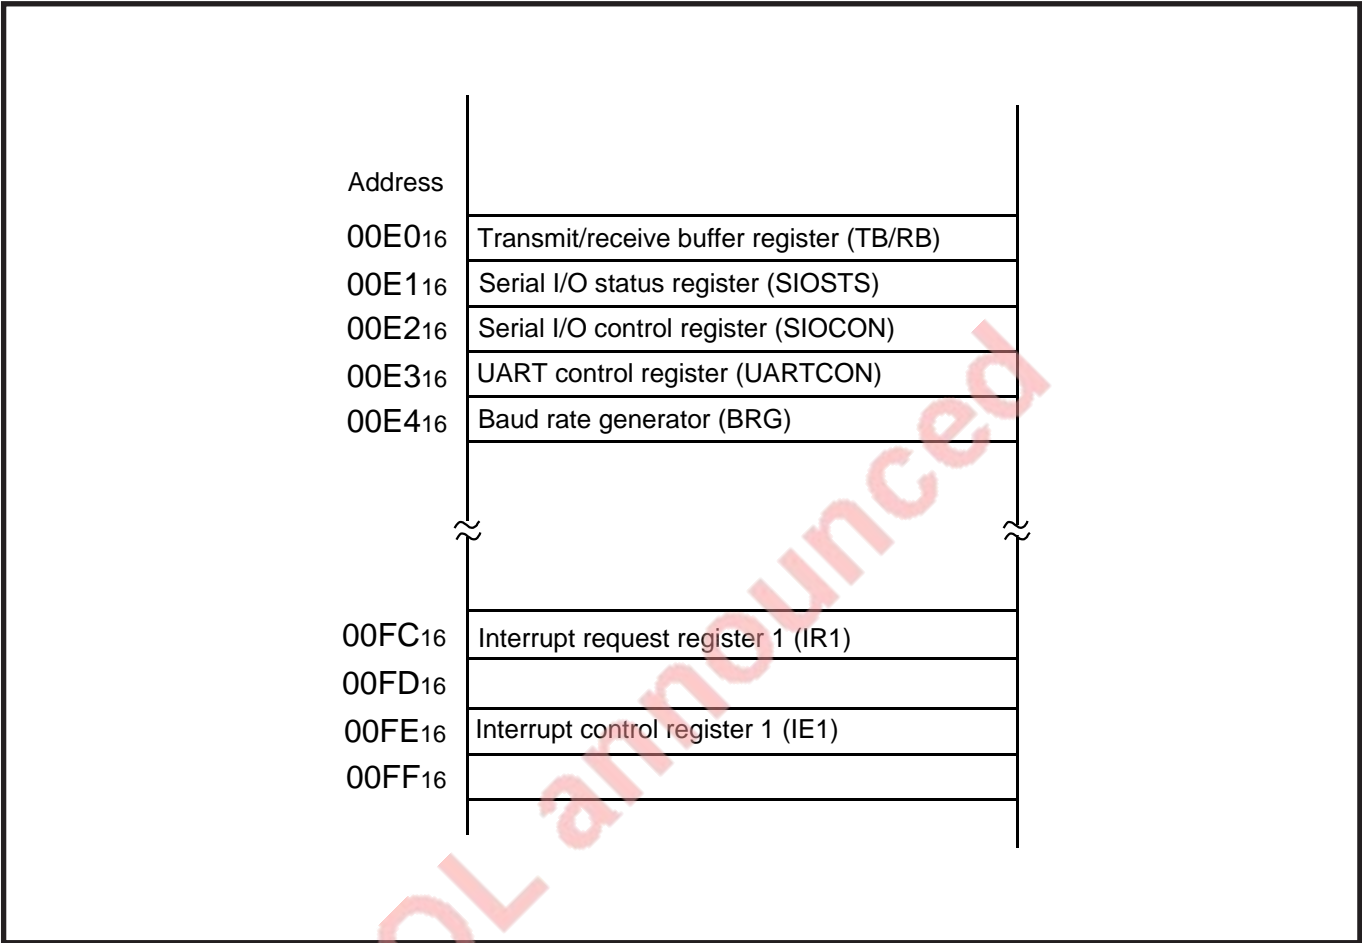 Address
00E016 Transmit/receive buffer register (TB/RB)
00E116 Serial I/O status register (SIOSTS)
00E216 Serial I/O control register (SIOCON)
00E316 UART control register (UARTCON)
00E416 Baud rate generator (BRG)
00FC16 Interrupt request register 1 (IR1)
00FD16
00FE16 Interrupt control register 1 (IE1)
00FF16
OL announced